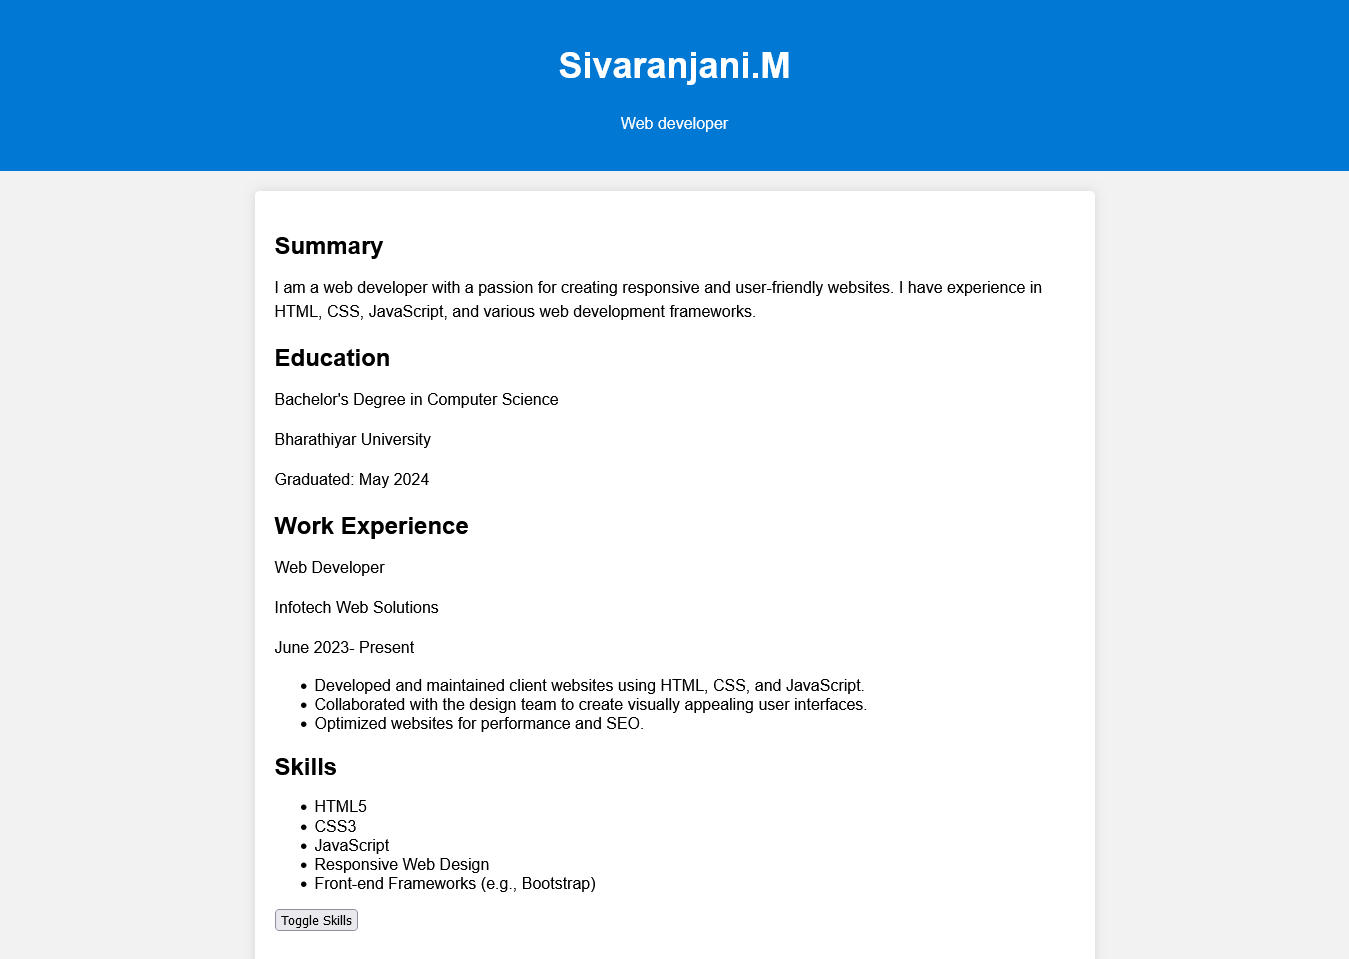 Sivaranjani.M
Web developer
Summary
I am a web developer with a passion for creating responsive and user-friendly websites. I have experience in
HTML, CSS, JavaScript, and various web development frameworks.
Education
Bachelor's Degree in Computer Science
Bharathiyar University
Graduated: May 2024
Work Experience
Web Developer
Infotech Web Solutions
June 2023- Present
• Developed and maintained client websites using HTML, CSS, and JavaScript.
• Collaborated with the design team to create visually appealing user interfaces.
• Optimized websites for performance and SEO.
Skills
• HTML5
• CSS3
• JavaScript
• Responsive Web Design
• Front-end Frameworks (e.g., Bootstrap)
Toggle Skills